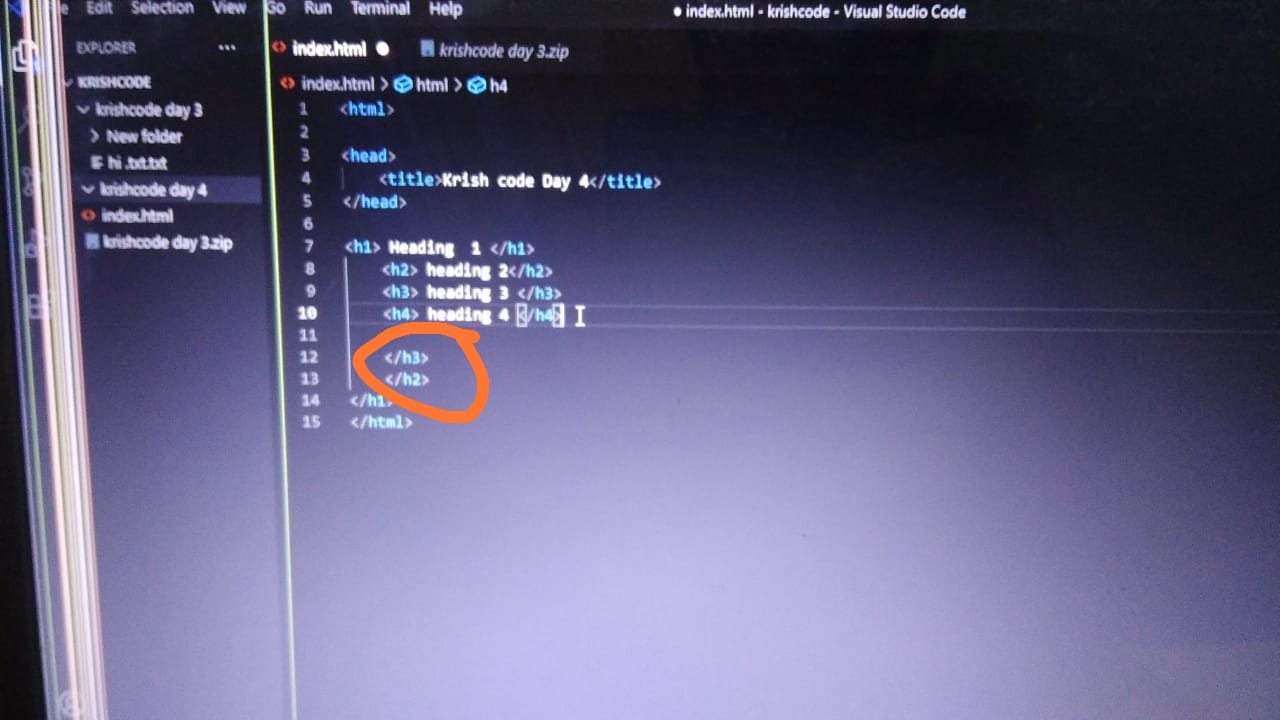 Edit Selection View Go Run Terminal Help
● index.html - krishcode - Visual Studio Code
EXPLORER ...
KRISHCODE
krishcode day 3
New folder
hi .txt.txt
krishcode day 4
index.html
krishcode day 3.zip
index.html ● krishcode day 3.zip
index.html > html > h4
1 <html>
2
3 <head>
4 <title>Krish code Day 4</title>
5 </head>
6
7 <h1> Heading  1 </h1>
8 <h2> heading 2</h2>
9 <h3> heading 3 </h3>
10 <h4> heading 4 </h4>
11
12 </h3>
13 </h2>
14 </h1>
15 </html>